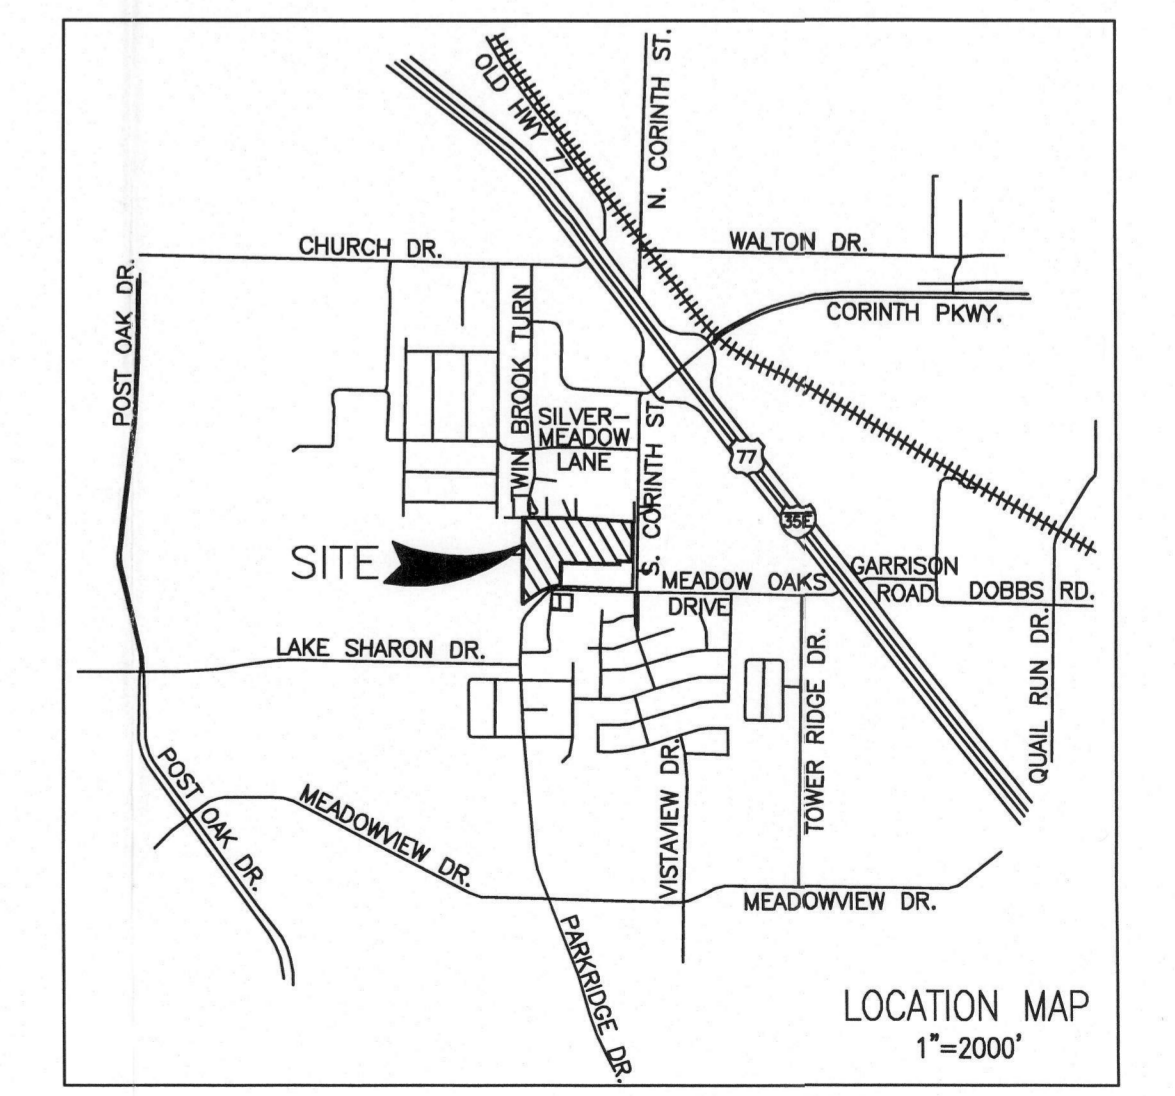 OLD HWY 77
N. CORINTH ST.
CHURCH DR.
WALTON DR.
POST OAK DR.
CORINTH PKWY.
TWIN BROOK TURN
SILVER-
MEADOW
LANE
S. CORINTH ST.
77
35E
SITE
MEADOW OAKS
DRIVE
GARRISON
ROAD
DOBBS RD.
LAKE SHARON DR.
QUAIL RUN DR.
TOWER RIDGE DR.
POST OAK DR.
MEADOWVIEW DR.
VISTAVIEW DR.
MEADOWVIEW DR.
PARKRIDGE DR.
LOCATION MAP
1"=2000'